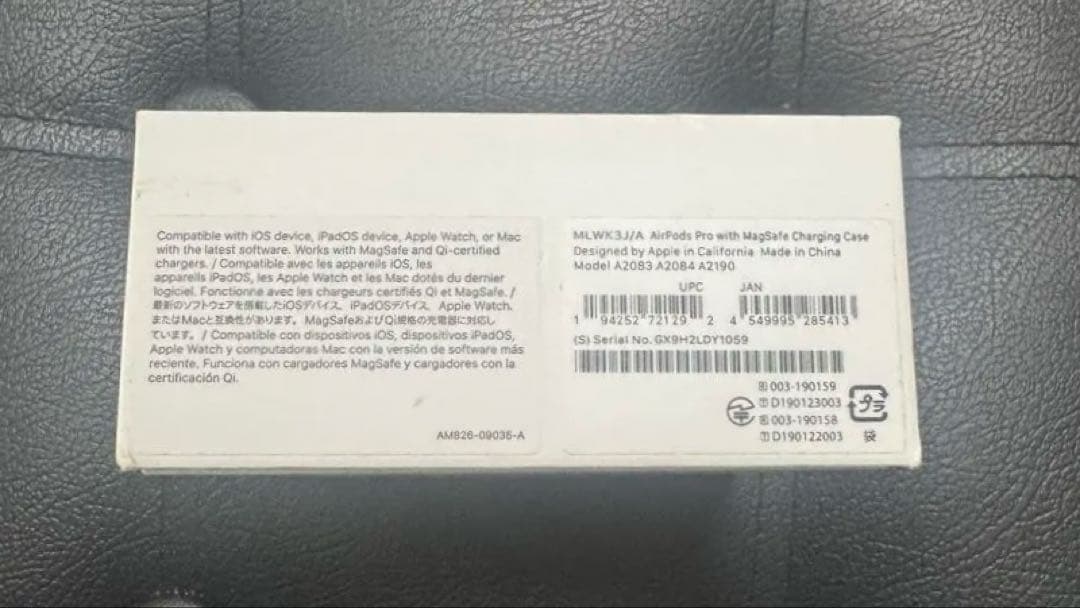 Compatible with iOS device, iPadOS device, Apple Watch, or Mac
with the latest software. Works with MagSafe and Qi-certified
chargers. / Compatible avec les appareils iOS, les
appareils iPadOS, les Apple Watch et les Mac dotés du dernier
logiciel. Fonctionne avec les chargeurs certifiés Qi et MagSafe. /
最新のソフトウェアを搭載したiOSデバイス、iPadOSデバイス、Apple Watch、
またはMacと互換性があります。MagSafeおよびQi規格の充電器に対応し
ています。/ Compatible con dispositivos iOS, dispositivos iPadOS,
Apple Watch y computadoras Mac con la versión de software más
reciente. Funciona con cargadores MagSafe y cargadores con la
certificación Qi.
AM826-09035-A
MLWK3J/A AirPods Pro with MagSafe Charging Case
Designed by Apple in California Made in China
Model A2083 A2084 A2190
UPC JAN
1 94252 72129 2 4 549995 285413
(S) Serial No. GX9H2LDY1059
R 003-190159
T D190123003
R 003-190158
T D190122003
プラ
袋